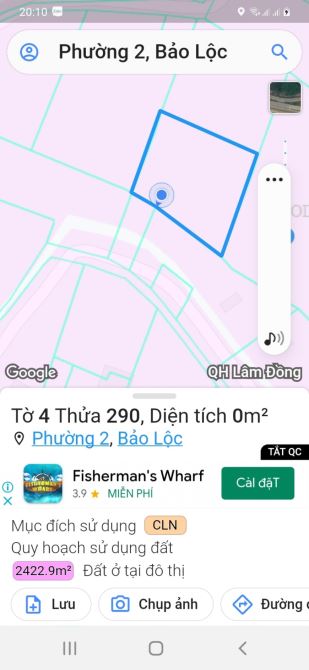 20:10
Phường 2, Bảo Lộc
Google
QH Lâm Đồng
Tờ 4 Thửa 290, Diện tích 0m²
Phường 2, Bảo Lộc
TẮT QC
Fisherman's Wharf
3.9 ★ MIỄN PHÍ
Cài đặT
Mục đích sử dụng CLN
Quy hoạch sử dụng đất
2422.9m² Đất ở tại đô thị
Lưu
Chụp ảnh
Đường